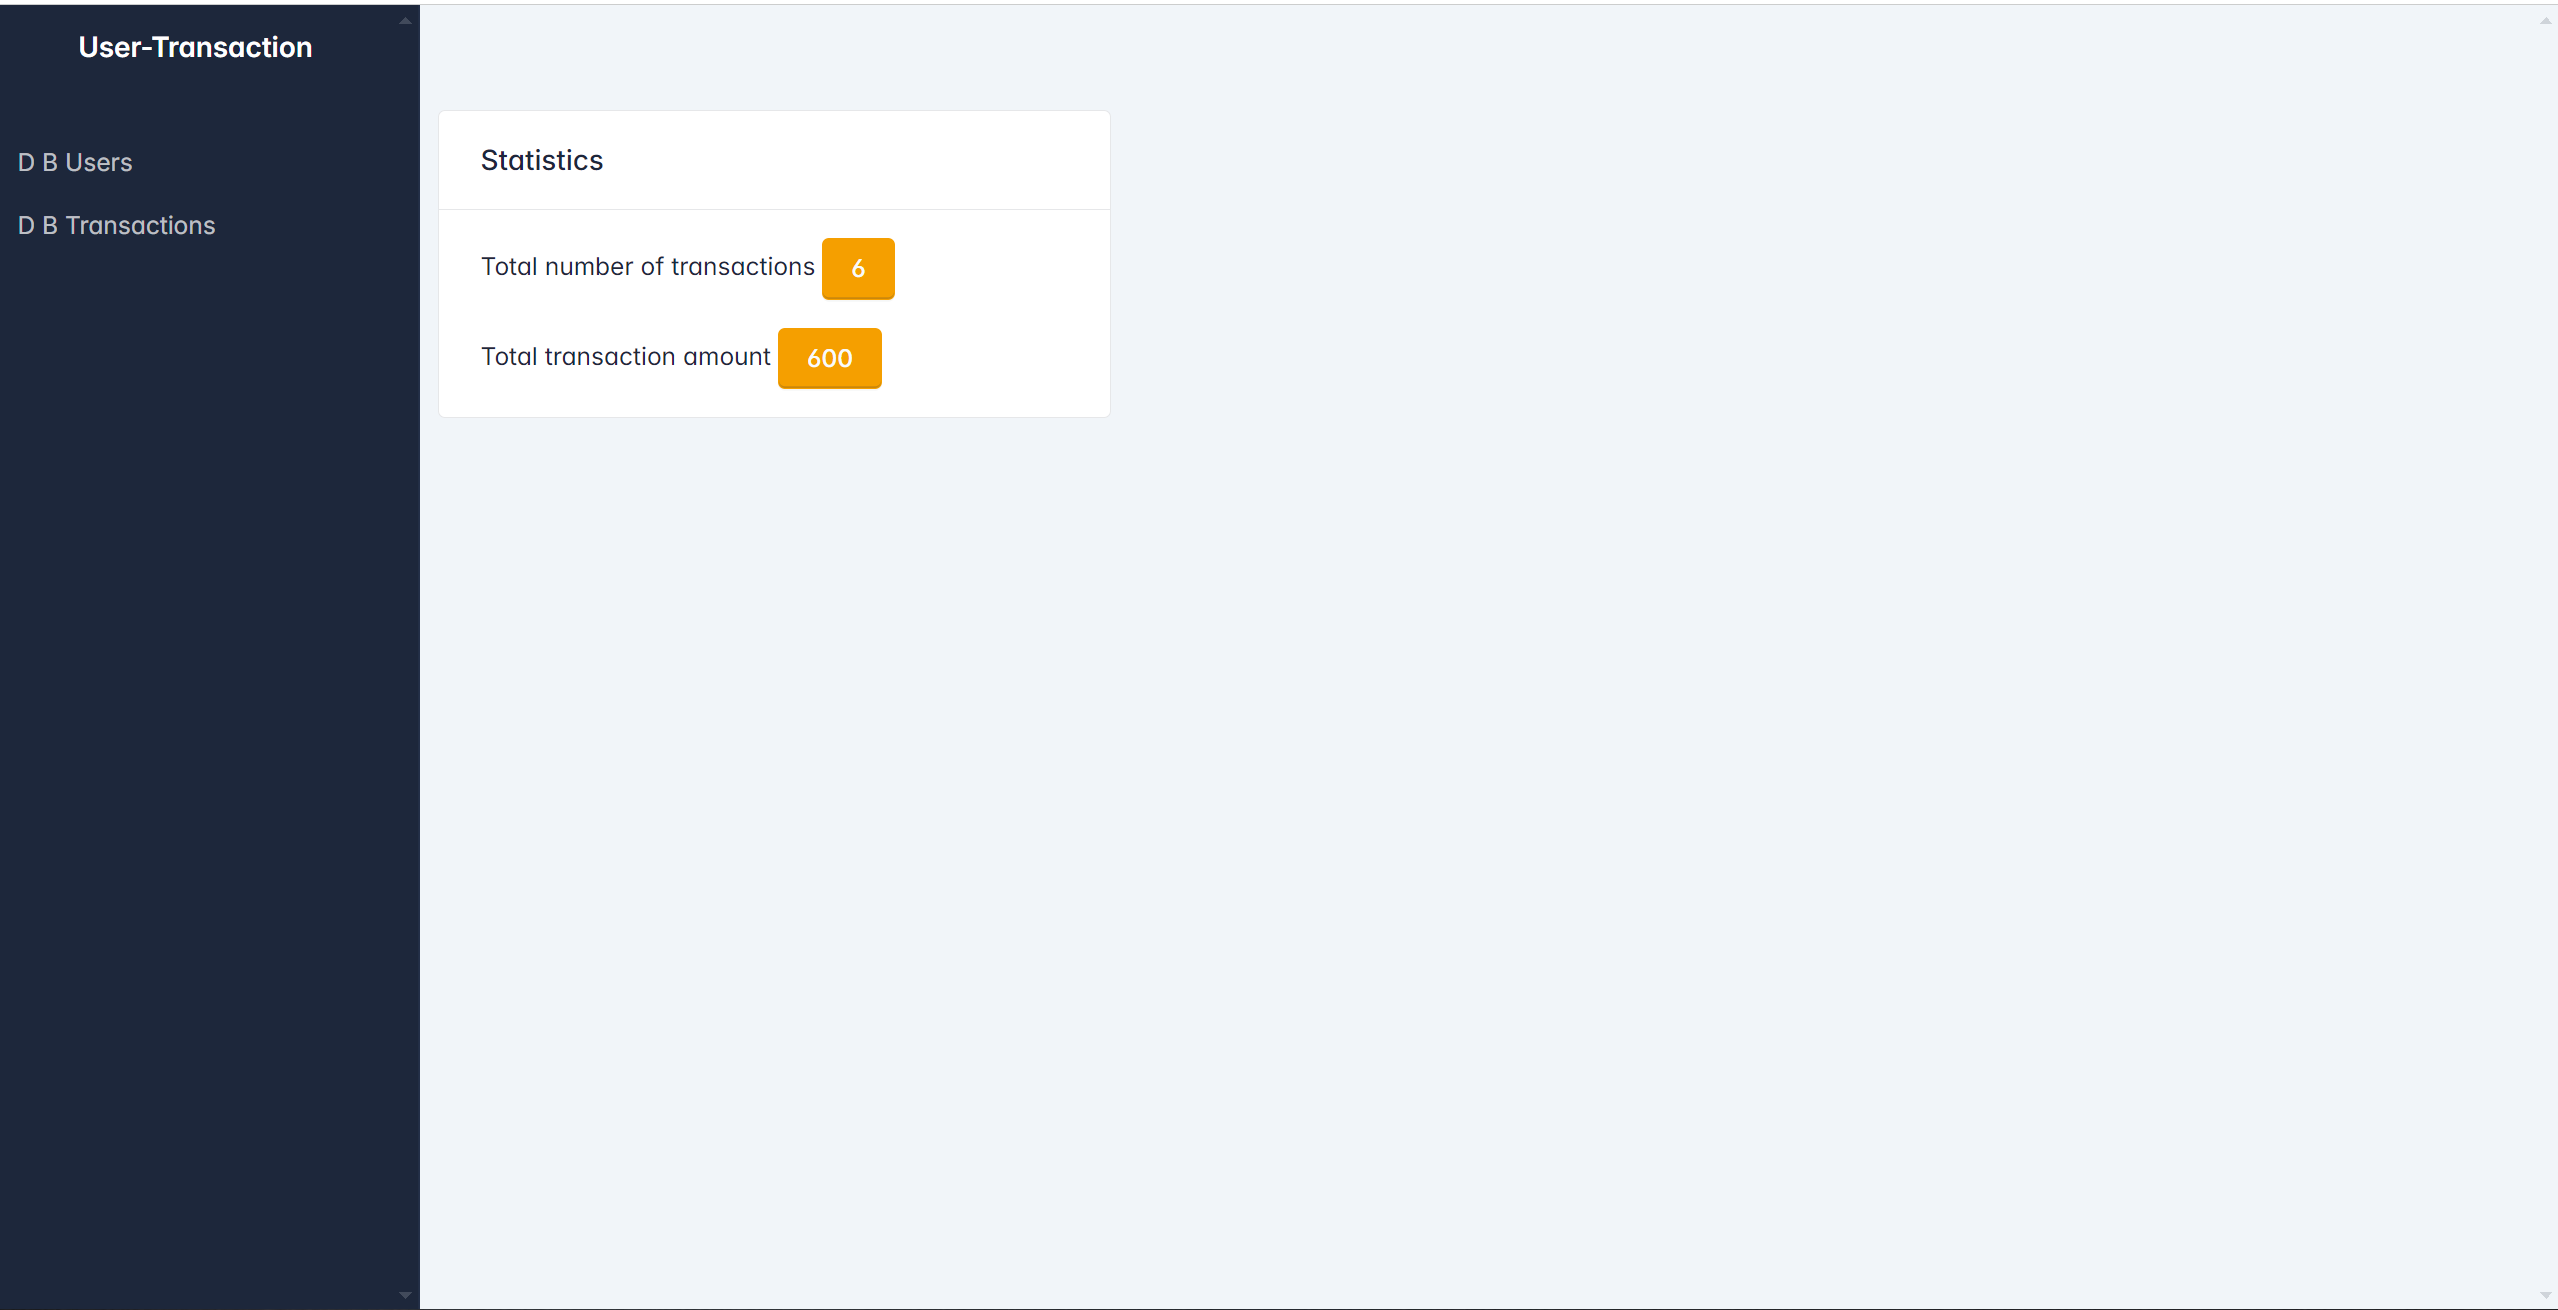 User-Transaction
D B Users
D B Transactions
Statistics
Total number of transactions 6
Total transaction amount 600